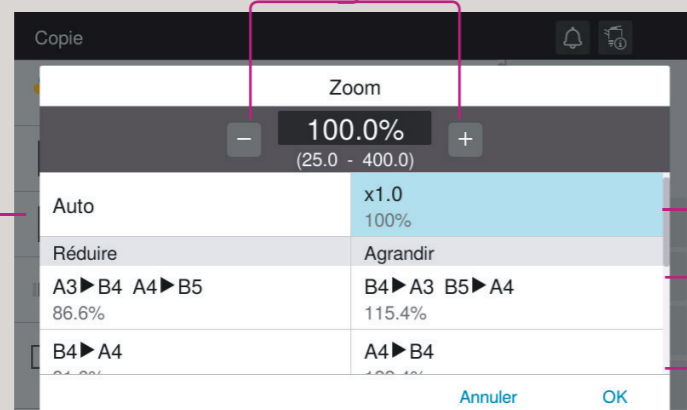 Copie
Zoom
100.0%
(25.0 - 400.0)
Auto
x1.0
100%
Réduire
Agrandir
A3▶B4 A4▶B5
86.6%
B4▶A3 B5▶A4
115.4%
B4▶A4
A4▶B4
Annuler
OK